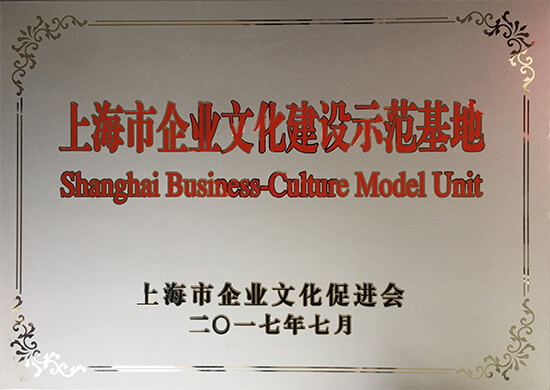 上海市企业文化建设示范基地
Shanghai Business-Culture Model Unit
上海市企业文化促进会
二〇一七年七月